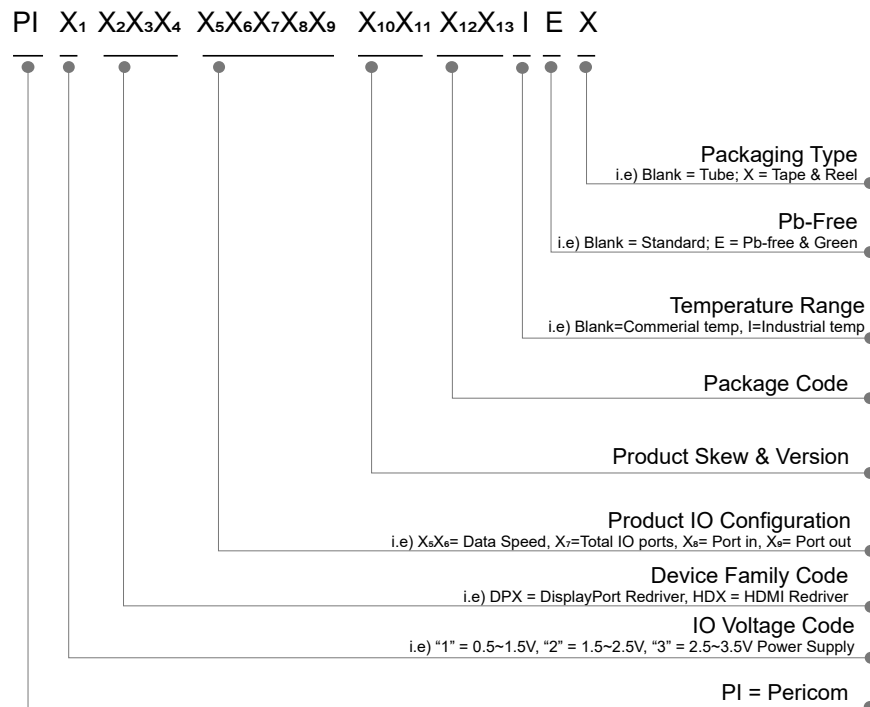 PI X₁ X₂X₃X₄ X₅X₆X₇X₈X₉ X₁₀X₁₁ X₁₂X₁₃ I E X
Packaging Type
i.e) Blank = Tube; X = Tape & Reel
Pb-Free
i.e) Blank = Standard; E = Pb-free & Green
Temperature Range
i.e) Blank=Commerial temp, I=Industrial temp
Package Code
Product Skew & Version
Product IO Configuration
i.e) X₅X₆= Data Speed, X₇=Total IO ports, X₈= Port in, X₉= Port out
Device Family Code
i.e) DPX = DisplayPort Redriver, HDX = HDMI Redriver
IO Voltage Code
i.e) “1” = 0.5~1.5V, “2” = 1.5~2.5V, “3” = 2.5~3.5V Power Supply
PI = Pericom